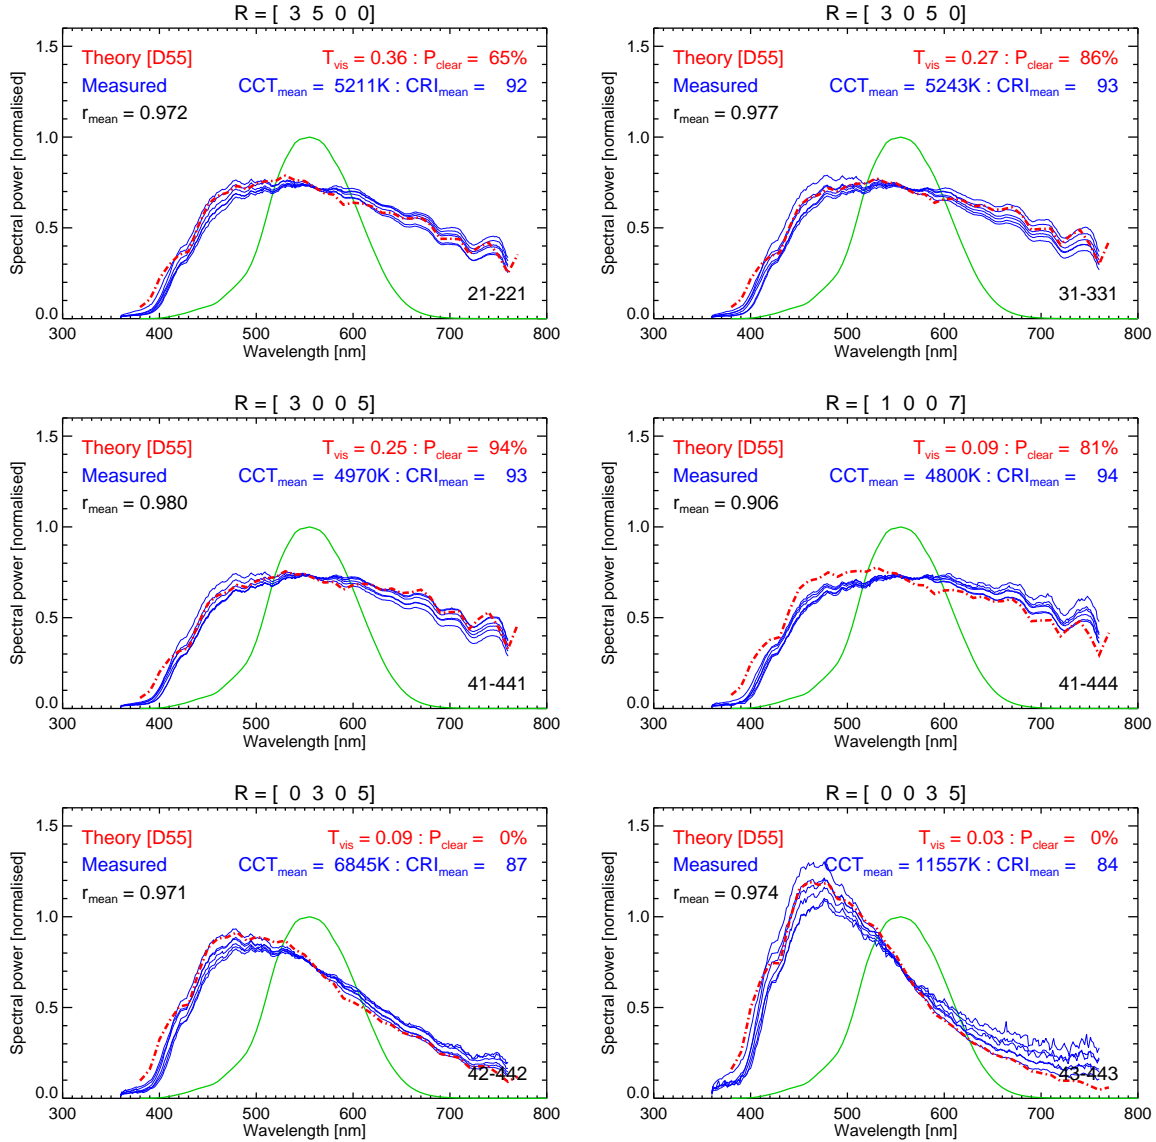 R = [ 3 5 0 0 ]
Theory [D55] T_vis = 0.36 : P_clear = 65%
Measured CCT_mean = 5211K : CRI_mean = 92
r_mean = 0.972
21-221
Spectral power [normalised]
0.0 0.5 1.0 1.5
300 400 500 600 700 800
Wavelength [nm]
R = [ 3 0 5 0 ]
Theory [D55] T_vis = 0.27 : P_clear = 86%
Measured CCT_mean = 5243K : CRI_mean = 93
r_mean = 0.977
31-331
Spectral power [normalised]
0.0 0.5 1.0 1.5
300 400 500 600 700 800
Wavelength [nm]
R = [ 3 0 0 5]
Theory [D55] T_vis = 0.25 : P_clear = 94%
Measured CCT_mean = 4970K : CRI_mean = 93
r_mean = 0.980
41-441
Spectral power [normalised]
0.0 0.5 1.0 1.5
300 400 500 600 700 800
Wavelength [nm]
R = [ 1 0 0 7]
Theory [D55] T_vis = 0.09 : P_clear = 81%
Measured CCT_mean = 4800K : CRI_mean = 94
r_mean = 0.906
41-444
Spectral power [normalised]
0.0 0.5 1.0 1.5
300 400 500 600 700 800
Wavelength [nm]
R = [ 0 3 0 5]
Theory [D55] T_vis = 0.09 : P_clear = 0%
Measured CCT_mean = 6845K : CRI_mean = 87
r_mean = 0.971
42-442
Spectral power [normalised]
0.0 0.5 1.0 1.5
300 400 500 600 700 800
Wavelength [nm]
R = [ 0 0 3 5]
Theory [D55] T_vis = 0.03 : P_clear = 0%
Measured CCT_mean = 11557K : CRI_mean = 84
r_mean = 0.974
43-443
Spectral power [normalised]
0.0 0.5 1.0 1.5
300 400 500 600 700 800
Wavelength [nm]